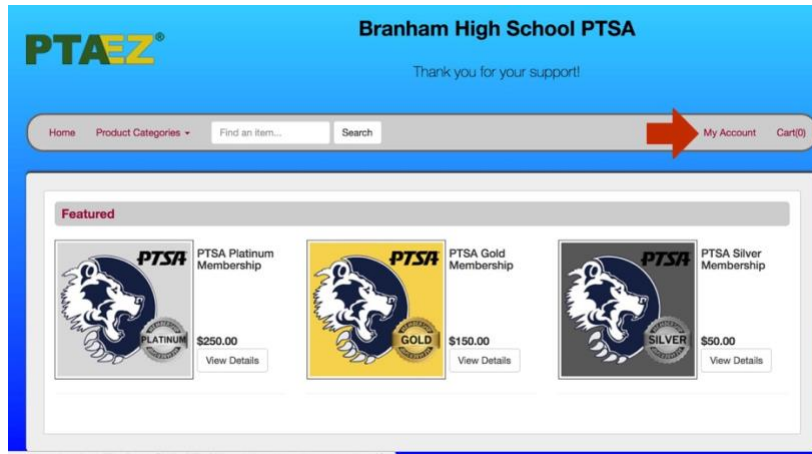 PTAEZ®
Branham High School PTSA
Thank you for your support!
Home Product Categories Find an item... Search My Account Cart(0)
Featured
PTSA
PLATINUM
PTSA Platinum
Membership
$250.00
View Details
PTSA
GOLD
PTSA Gold
Membership
$150.00
View Details
PTSA
SILVER
PTSA Silver
Membership
$50.00
View Details